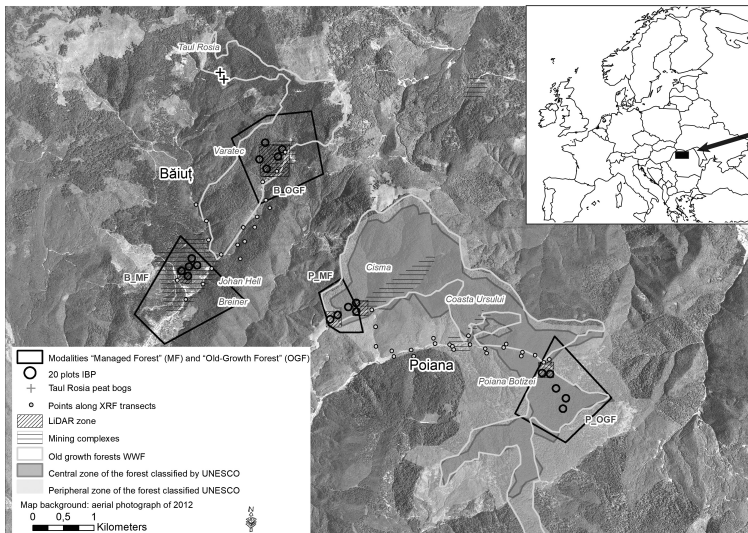 Taul Rosia
Varatec
Băiuț
B_OGF
B_MF
Johan Hell
Breiner
P_MF
Cisma
Coasta Ursului
Poiana
Poiana Botizei
P_OGF
Modalities "Managed Forest" (MF) and "Old-Growth Forest" (OGF)
20 plots IBP
Taul Rosia peat bogs
Points along XRF transects
LiDAR zone
Mining complexes
Old growth forests WWF
Central zone of the forest classified by UNESCO
Peripheral zone of the forest classified UNESCO
Map background: aerial photograph of 2012
0 0,5 1
Kilometers
N